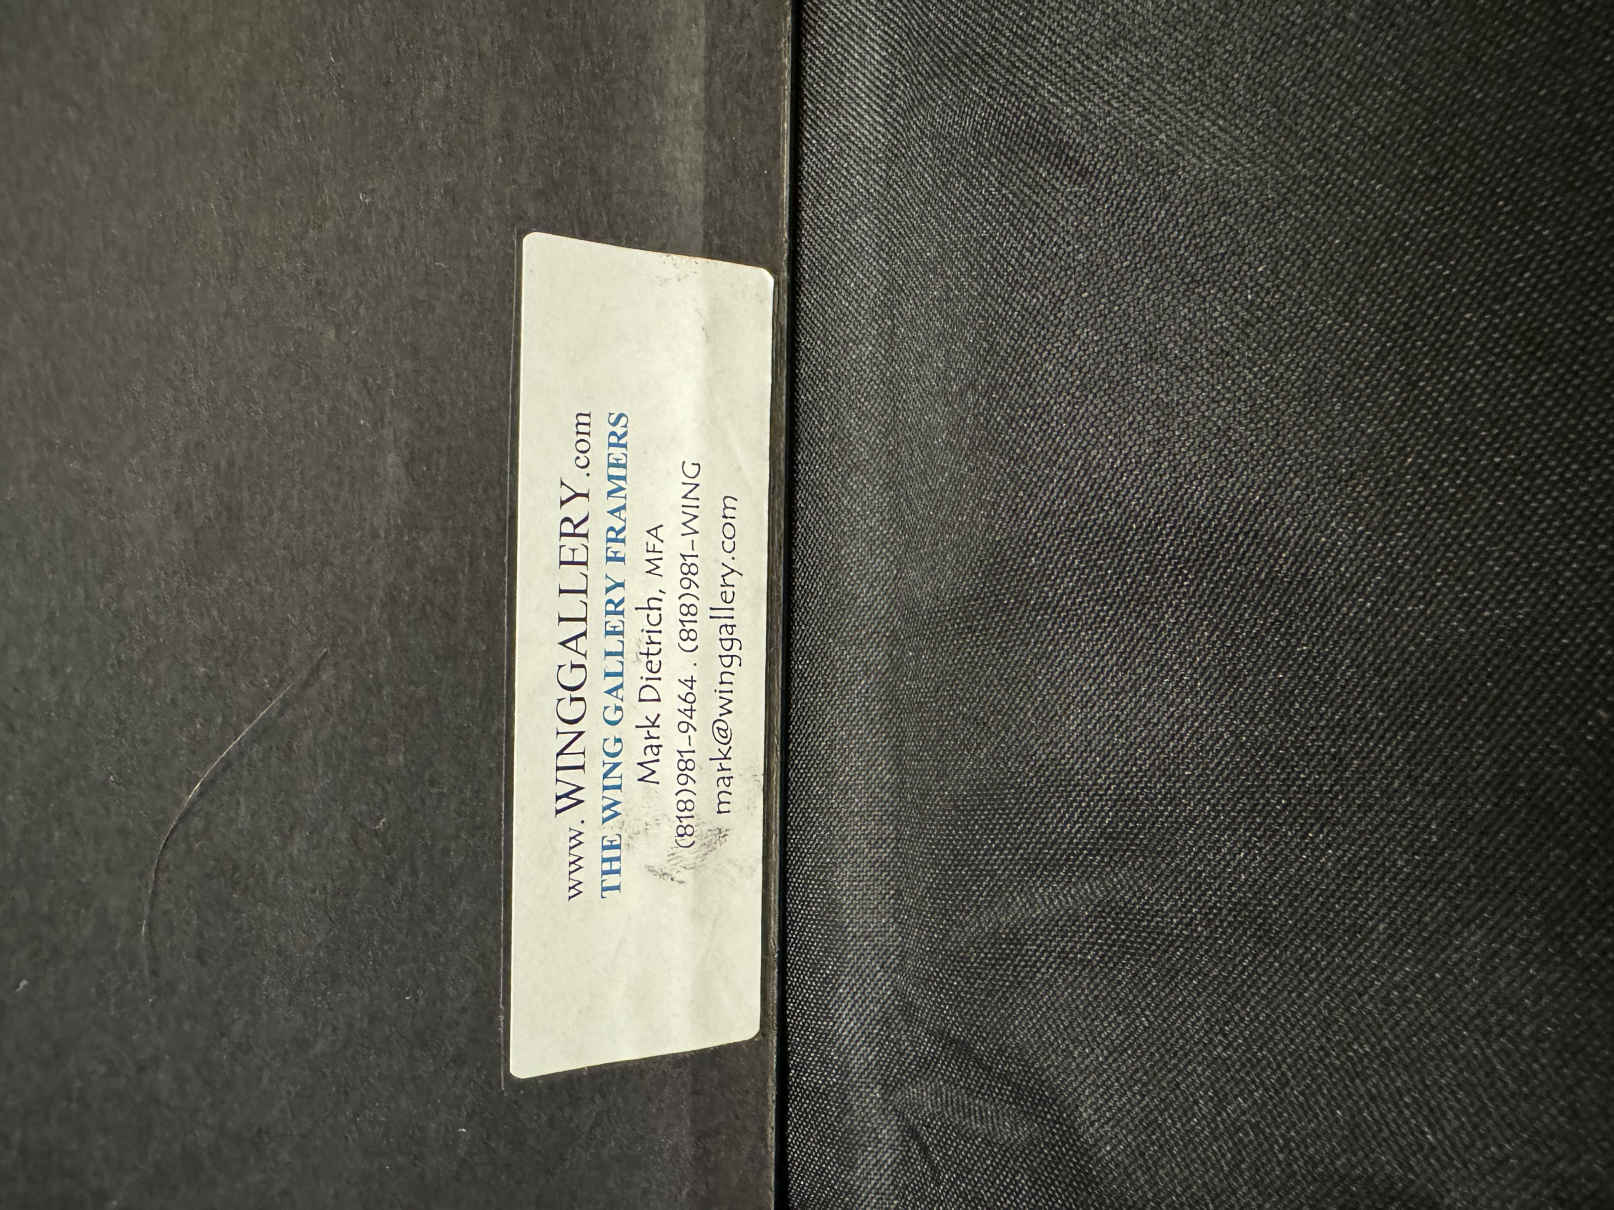 www.WINGGALLERY.com
THE WING GALLERY FRAMERS
Mark Dietrich, MFA
(818)981-9464 . (818)981-WING
mark@winggallery.com